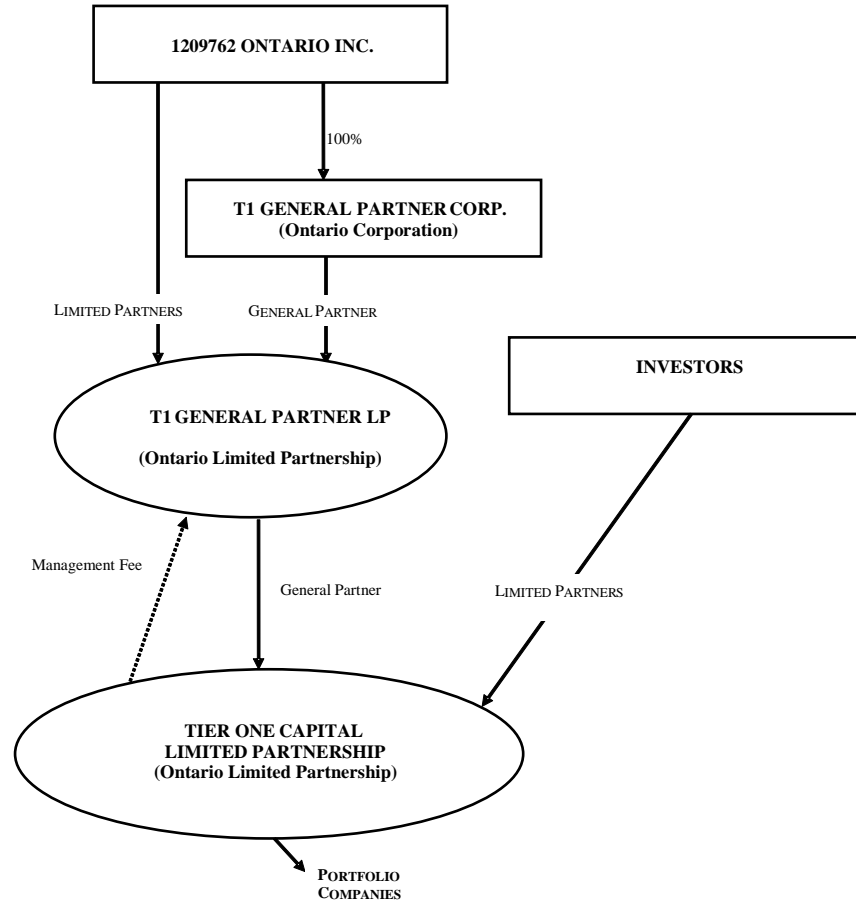 1209762 ONTARIO INC.
100%
T1 GENERAL PARTNER CORP.
(Ontario Corporation)
LIMITED PARTNERS
GENERAL PARTNER
INVESTORS
T1 GENERAL PARTNER LP
(Ontario Limited Partnership)
Management Fee
General Partner
LIMITED PARTNERS
TIER ONE CAPITAL
LIMITED PARTNERSHIP
(Ontario Limited Partnership)
PORTFOLIO
COMPANIES